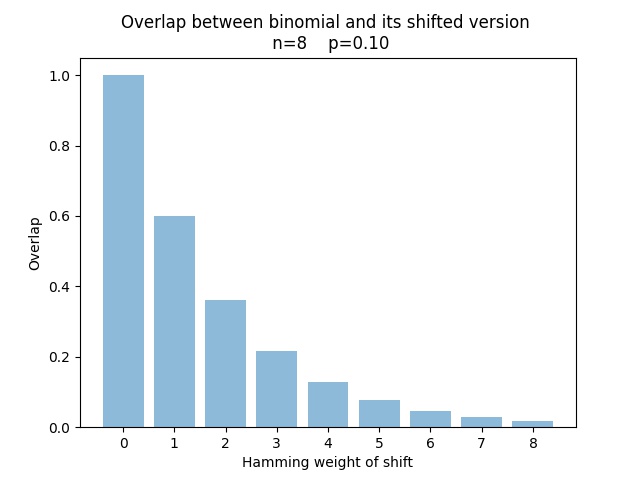 Overlap between binomial and its shifted version
n=8    p=0.10
1.0
0.8
0.6
0.4
0.2
0.0
Overlap
0 1 2 3 4 5 6 7 8
Hamming weight of shift